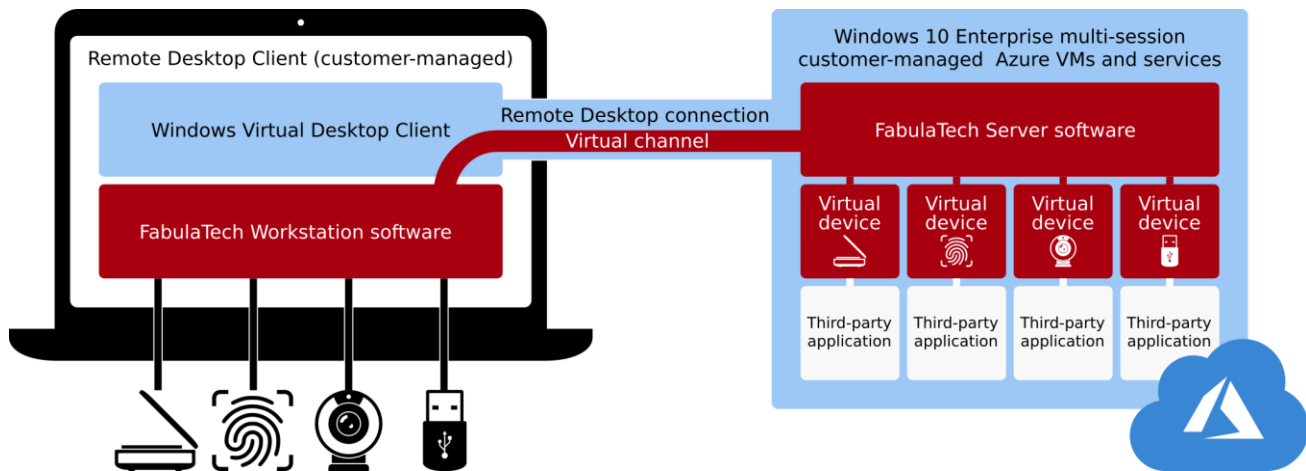 Remote Desktop Client (customer-managed)
Windows Virtual Desktop Client
FabulaTech Workstation software
Remote Desktop connection
Virtual channel
Windows 10 Enterprise multi-session
customer-managed Azure VMs and services
FabulaTech Server software
Virtual
device
Virtual
device
Virtual
device
Virtual
device
Third-party
application
Third-party
application
Third-party
application
Third-party
application